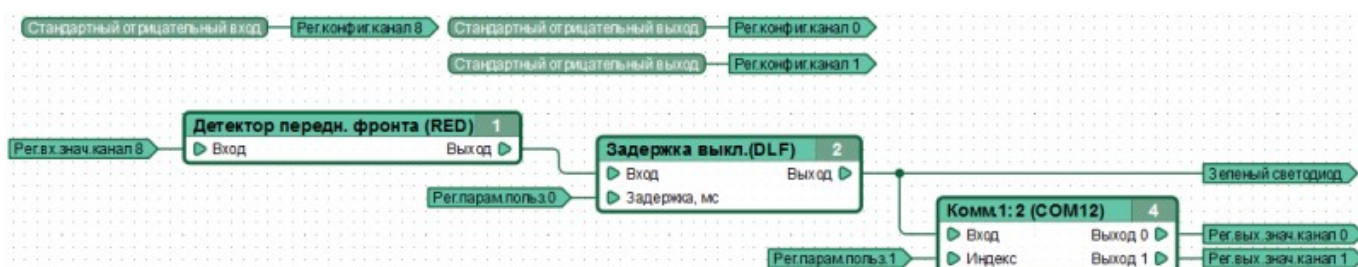 Стандартный отрицательный вход
Рег.конфиг.канал 8
Стандартный отрицательный выход
Рег.конфиг.канал 0
Стандартный отрицательный выход
Рег.конфиг.канал 1
Детектор передн. фронта (RED) 1
Рег.вх.знач.канал 8
Вход
Выход
Задержка выкл.(DLF) 2
Вход
Выход
Зеленый светодиод
Рег.парам.польз.0
Задержка, мс
Комм.1: 2 (COM12) 4
Вход
Выход 0
Рег.вых.знач.канал 0
Рег.парам.польз.1
Индекс
Выход 1
Рег.вых.знач.канал 1